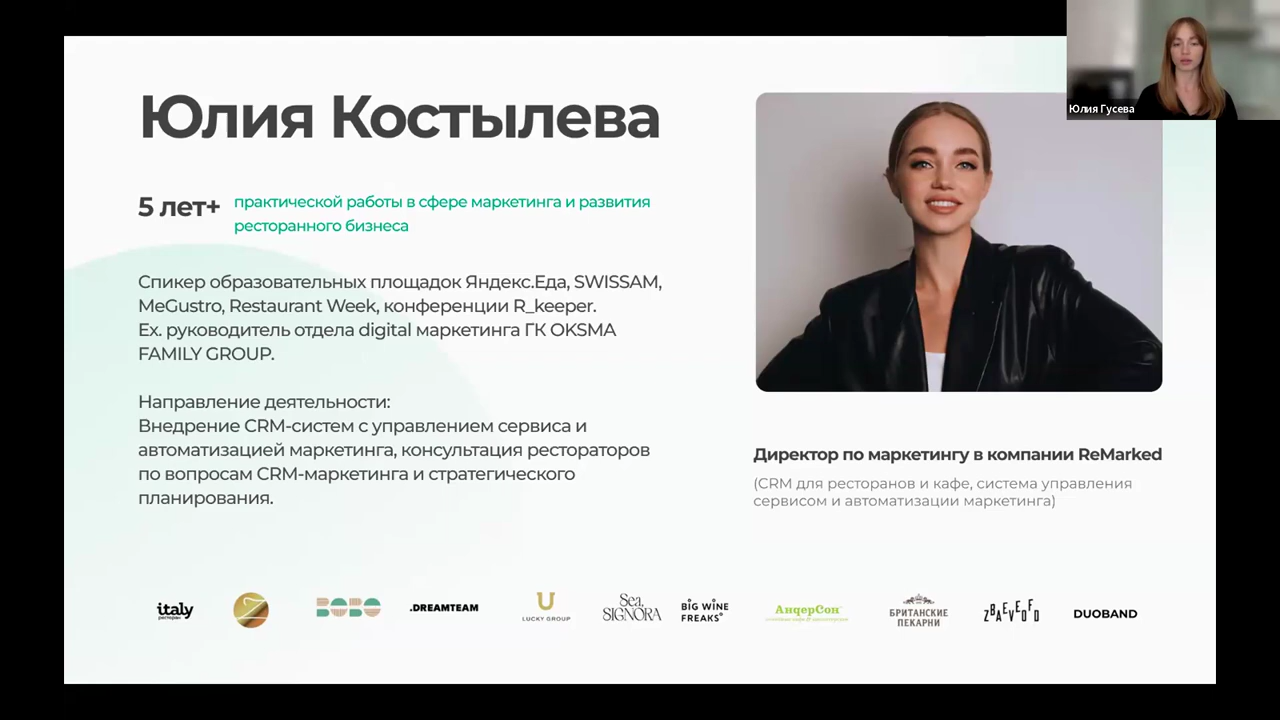 Юлия Гусева
Юлия Костылева
5 лет+
практической работы в сфере маркетинга и развития
ресторанного бизнеса
Спикер образовательных площадок Яндекс.Еда, SWISSAM,
MeGustro, Restaurant Week, конференции R_keeper.
Ex. руководитель отдела digital маркетинга ГК OKSMA
FAMILY GROUP.
Направление деятельности:
Внедрение CRM-систем с управлением сервиса и
автоматизацией маркетинга, консультация рестораторов
по вопросам CRM-маркетинга и стратегического
планирования.
Директор по маркетингу в компании ReMarked
(CRM для ресторанов и кафе, система управления
сервисом и автоматизации маркетинга)
italy
ресторан
BOBO
.DREAMTEAM
LUCKY GROUP
Sea,
SIGNORA
BIG WINE
FREAKS
АндерСон
БРИТАНСКИЕ
ПЕКАРНИ
DUOBAND